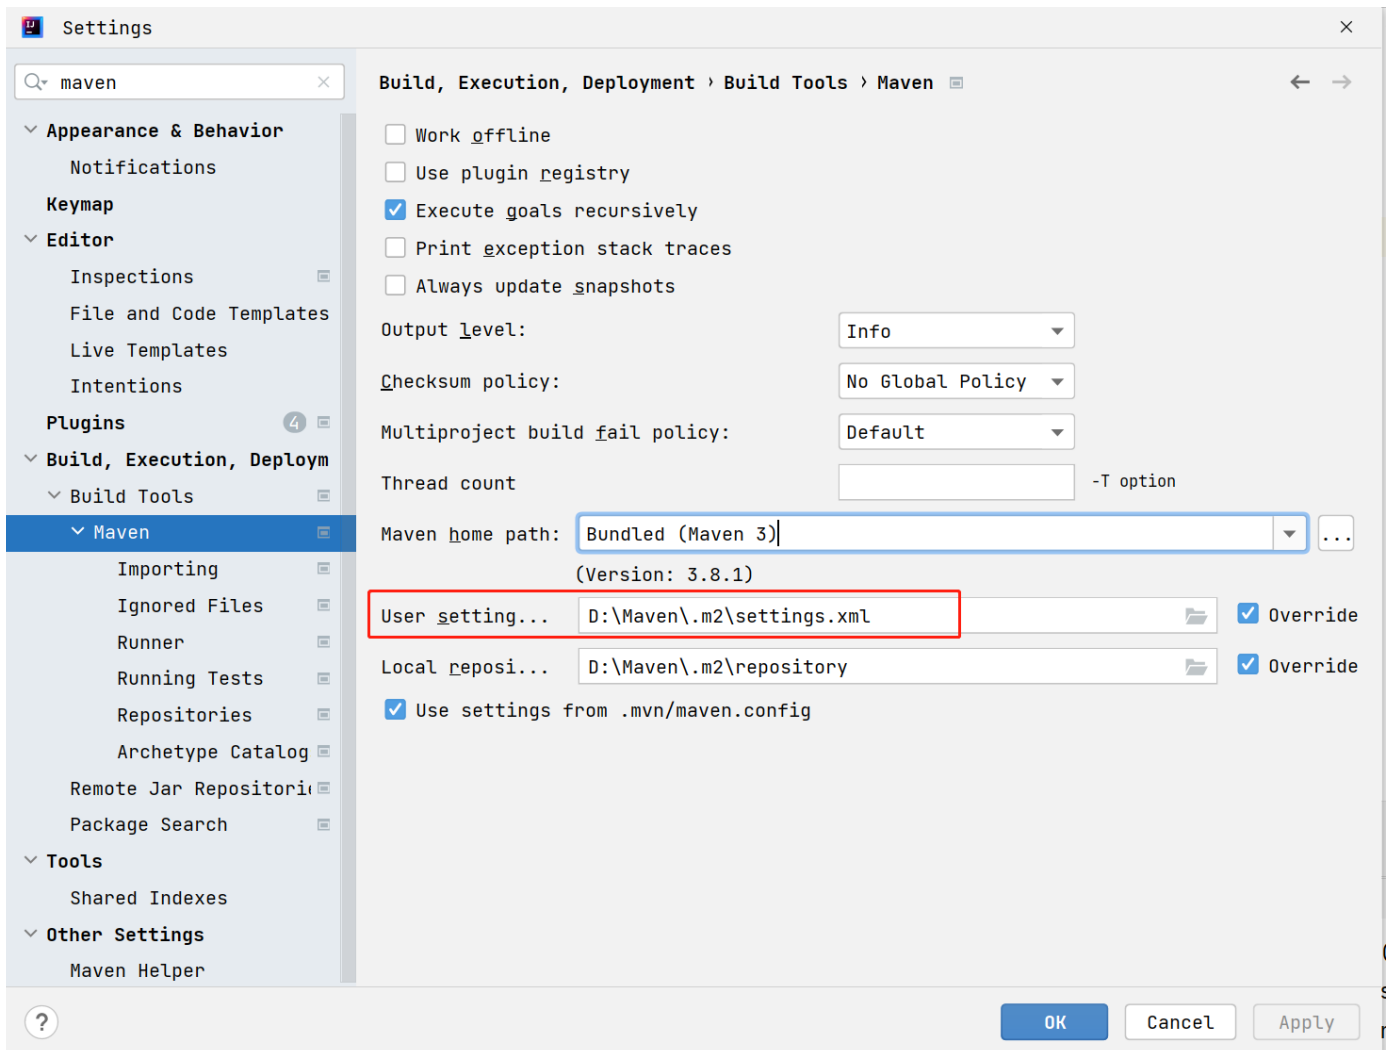 Settings
maven
Appearance & Behavior
Notifications
Keymap
Editor
Inspections
File and Code Templates
Live Templates
Intentions
Plugins 4
Build, Execution, Deploym
Build Tools
Maven
Importing
Ignored Files
Runner
Running Tests
Repositories
Archetype Catalog
Remote Jar Repositorie
Package Search
Tools
Shared Indexes
Other Settings
Maven Helper
Build, Execution, Deployment › Build Tools › Maven
Work offline
Use plugin registry
Execute goals recursively
Print exception stack traces
Always update snapshots
Output level: Info
Checksum policy: No Global Policy
Multiproject build fail policy: Default
Thread count -T option
Maven home path: Bundled (Maven 3) ...
(Version: 3.8.1)
User setting... D:\Maven\.m2\settings.xml Override
Local reposi... D:\Maven\.m2\repository Override
Use settings from .mvn/maven.config
? OK Cancel Apply